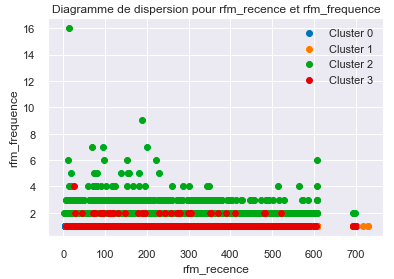 Diagramme de dispersion pour rfm_recence et rfm_frequence
16
14
12
10
8
6
4
2
rfm_frequence
Cluster 0
Cluster 1
Cluster 2
Cluster 3
0 100 200 300 400 500 600 700
rfm_recence